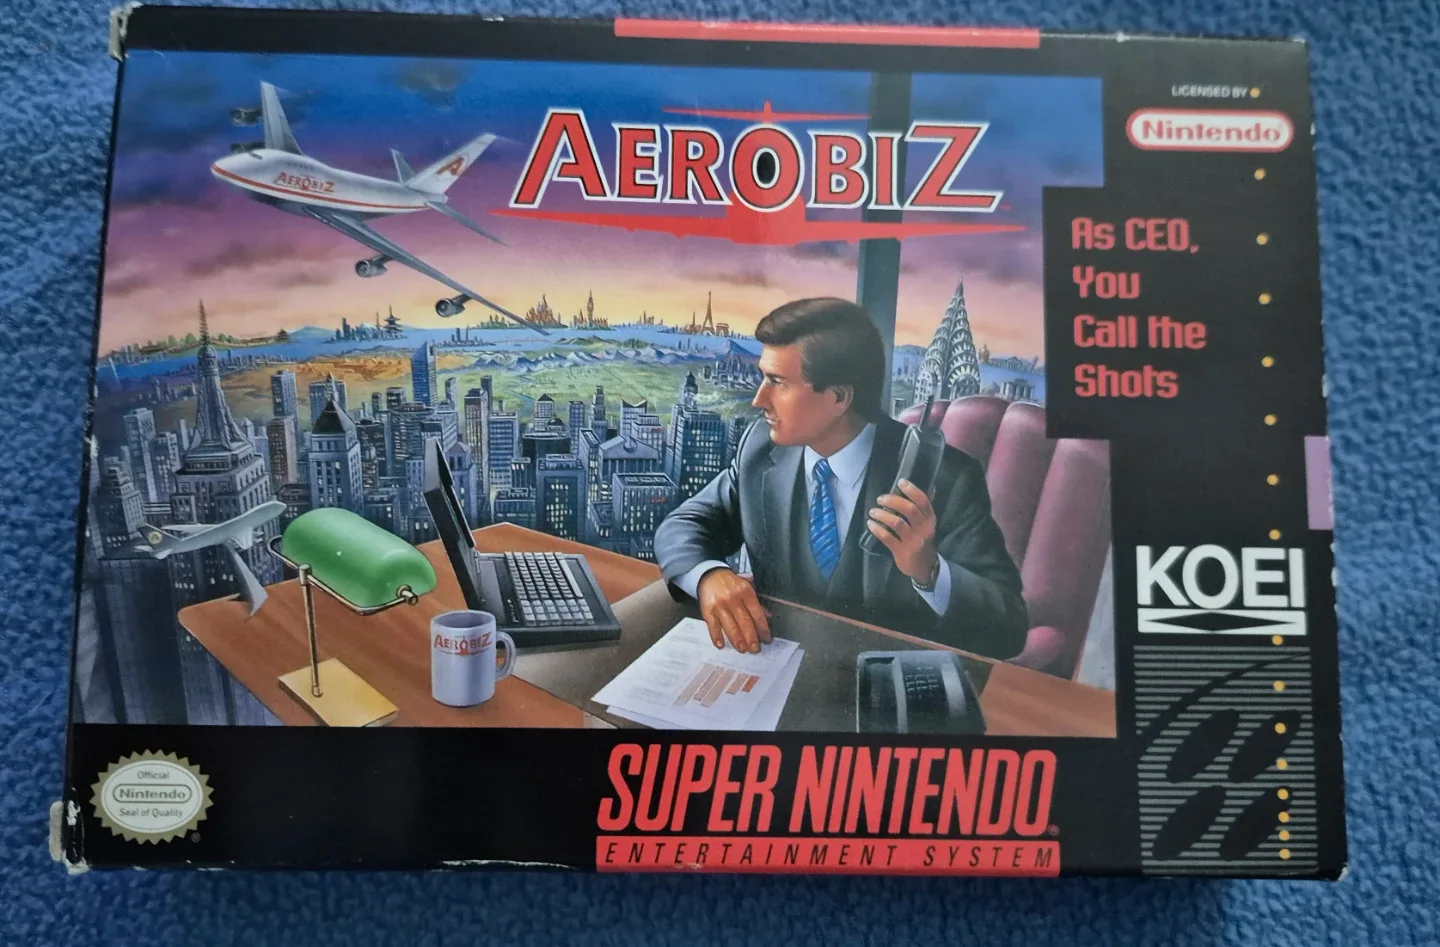 LICENSED BY
Nintendo®
AEROBIZ™
AEROBIZ
A
As CEO,
You
Call the
Shots
KOEI
AEROBIZ
Official
Nintendo
Seal of Quality
®
SUPER NINTENDO®
ENTERTAINMENT SYSTEM